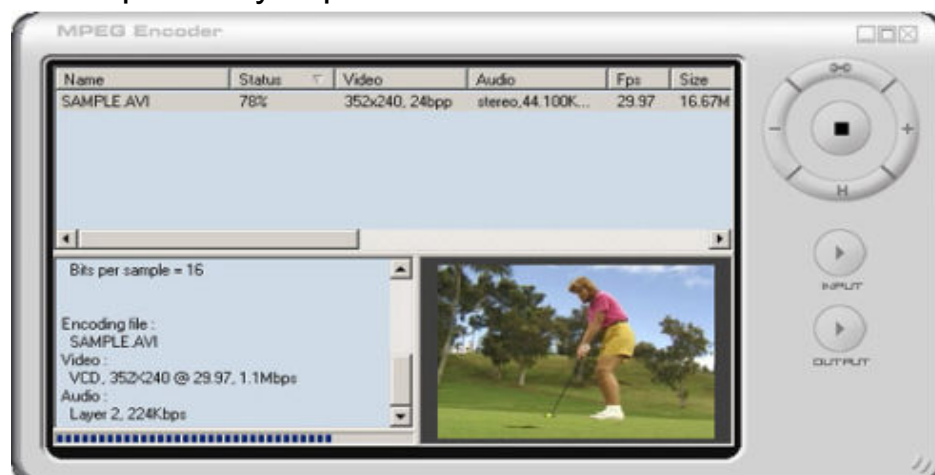 MPEG Encoder
Name Status Video Audio Fps Size
SAMPLE.AVI 78% 352x240, 24bpp stereo,44.100K... 29.97 16.67M
Bits per sample = 16
Encoding file :
SAMPLE.AVI
Video :
VCD, 352X240 @ 29.97, 1.1Mbps
Audio :
Layer 2, 224Kbps
- +
H
INPUT
OUTPUT